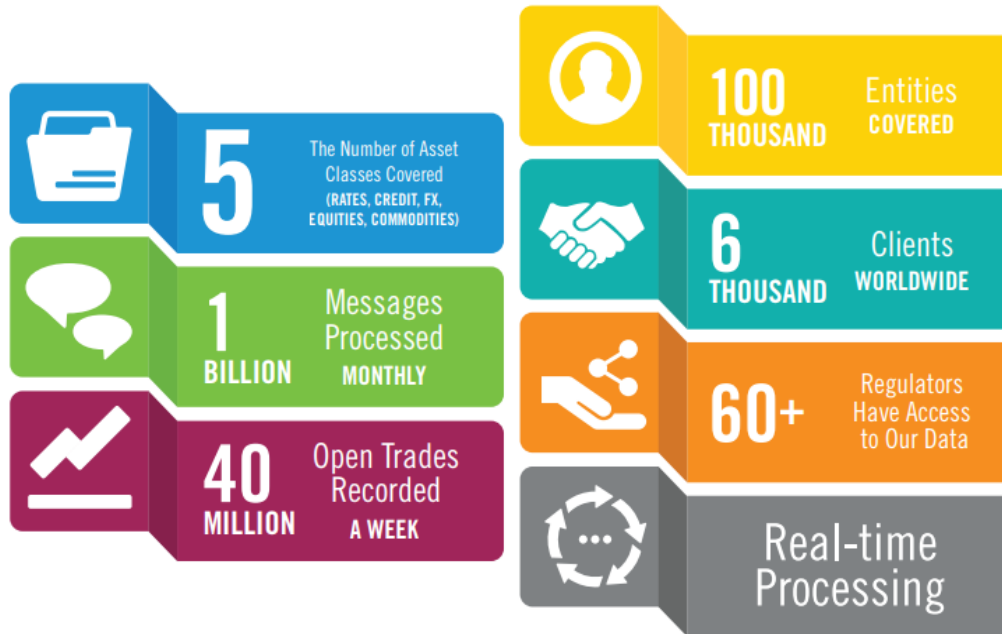 5
The Number of Asset
Classes Covered
(RATES, CREDIT, FX,
EQUITIES, COMMODITIES)
1
BILLION
Messages
Processed
MONTHLY
40
MILLION
Open Trades
Recorded
A WEEK
100
THOUSAND
Entities
COVERED
6
THOUSAND
Clients
WORLDWIDE
60+
Regulators
Have Access
to Our Data
Real-time
Processing